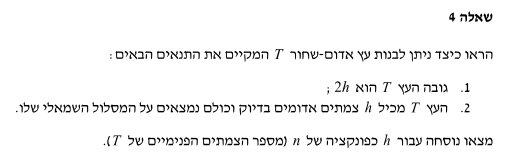 שאלה 4
הראו כיצד ניתן לבנות עץ אדום-שחור T המקיים את התנאים הבאים:
1. גובה העץ T הוא 2h;
2. העץ T מכיל h צמתים אדומים בדיוק וכולם נמצאים על המסלול השמאלי שלו.
מצאו נוסחה עבור h כפונקציה של n (מספר הצמתים הפנימיים של T).